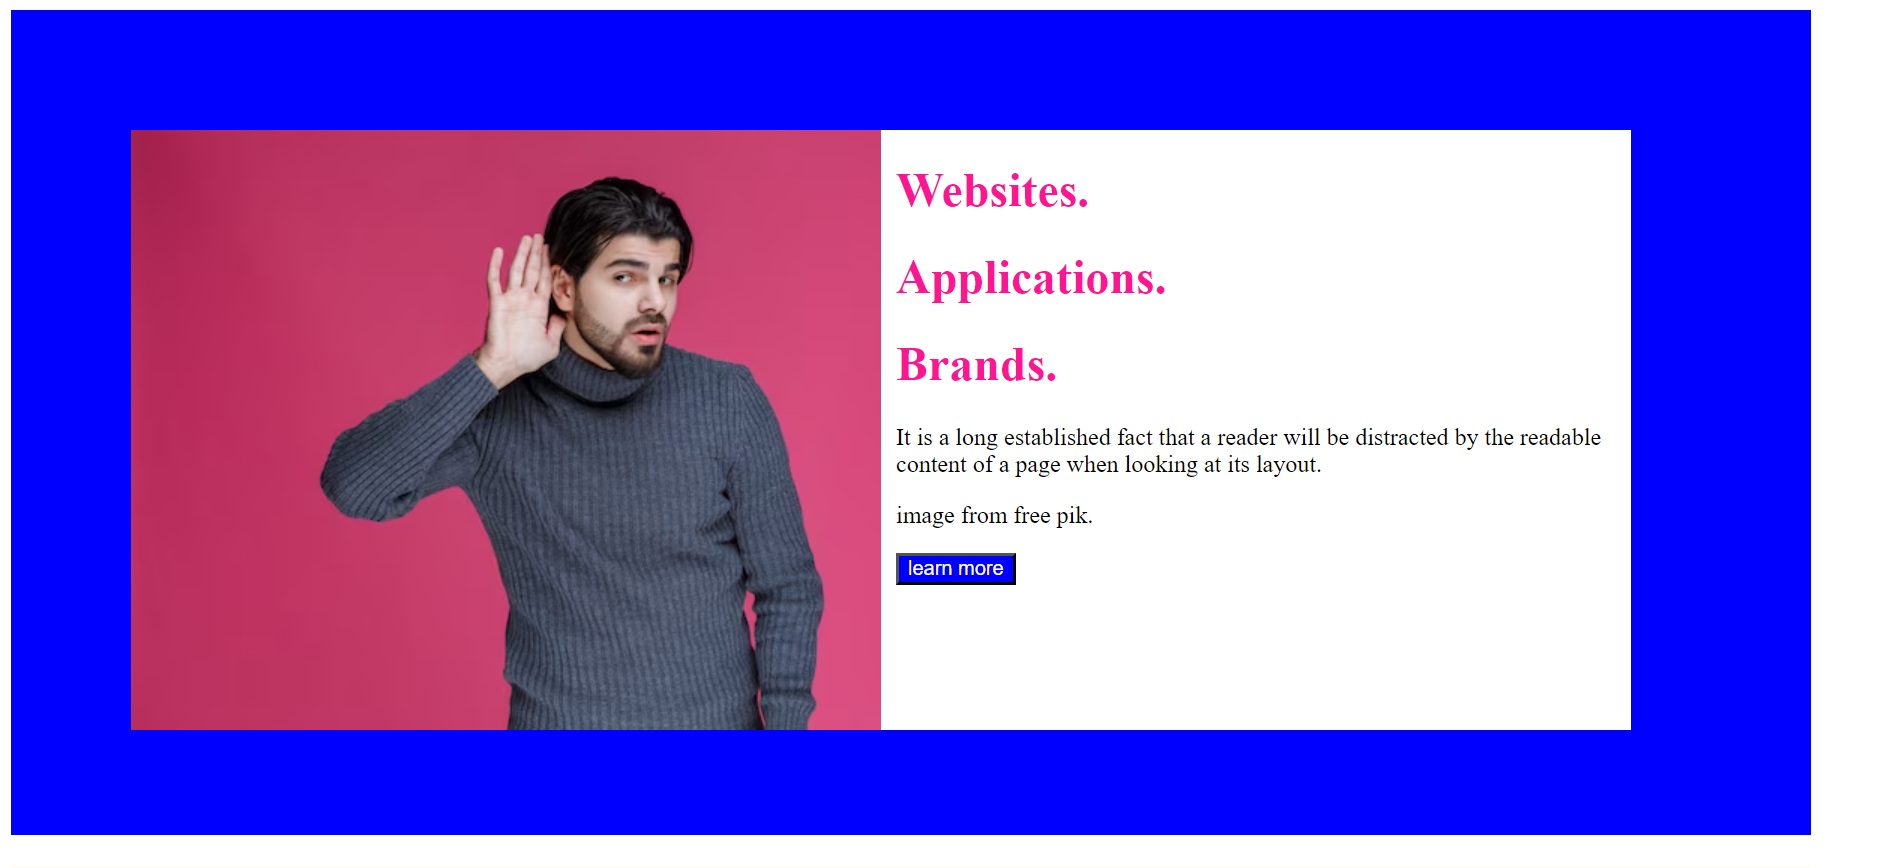 Websites.
Applications.
Brands.
It is a long established fact that a reader will be distracted by the readable
content of a page when looking at its layout.
image from free pik.
learn more